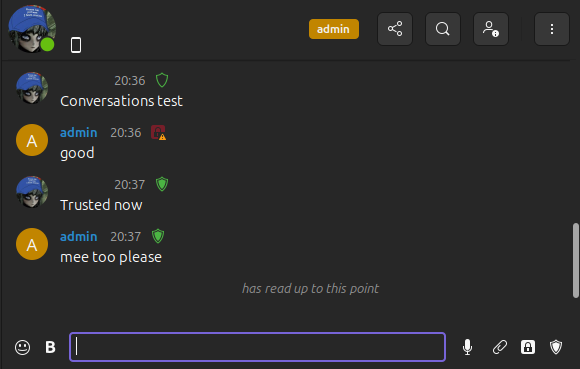 admin
20:36
Conversations test
admin 20:36
good
20:37
Trusted now
A
admin 20:37
mee too please
has read up to this point
B